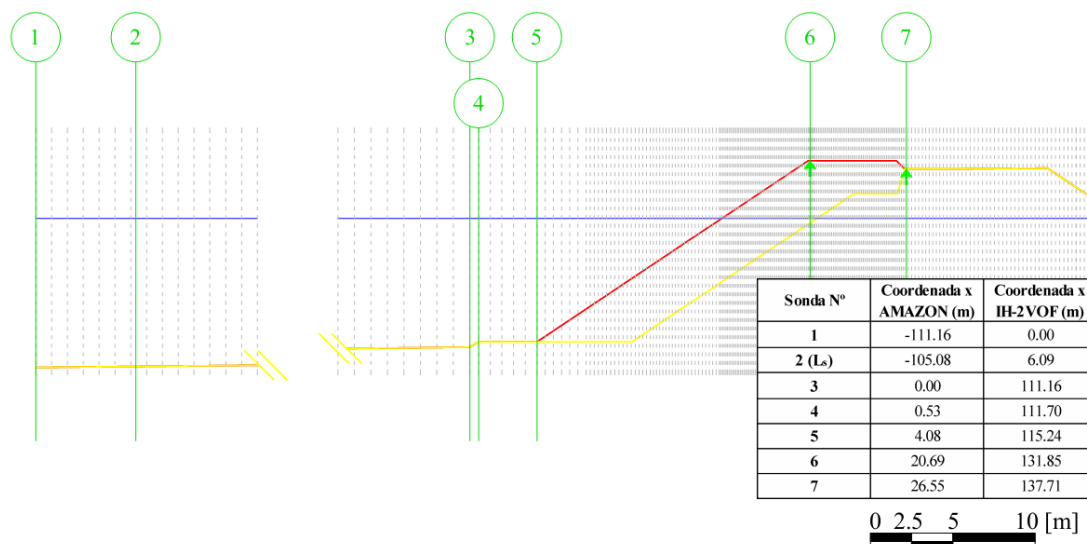 1 2 3 5 6 7
4
Sonda Nº Coordenada x AMAZON (m) Coordenada x IH-2VOF (m)
1 -111.16 0.00
2 (Ls) -105.08 6.09
3 0.00 111.16
4 0.53 111.70
5 4.08 115.24
6 20.69 131.85
7 26.55 137.71
0 2.5 5 10 [m]